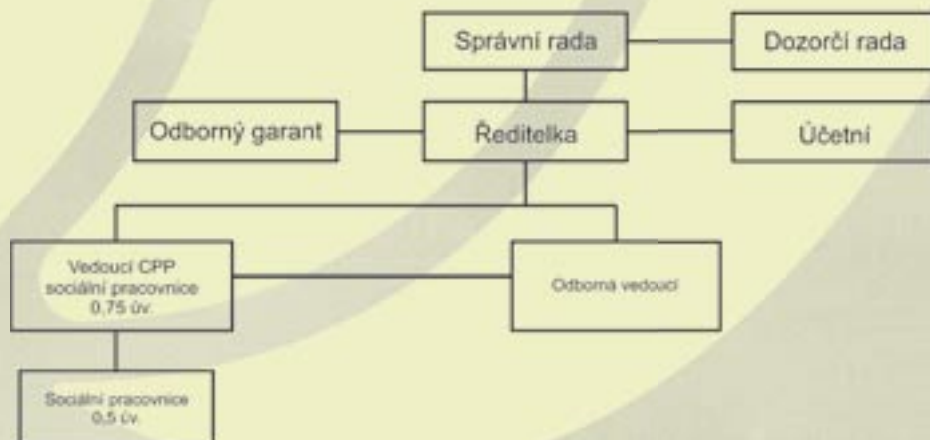 Správní rada
Dozorčí rada
Odborný garant
Ředitelka
Účetní
Vedoucí CPP
sociální pracovnice
0,75 úv.
Odborná vedoucí
Sociální pracovnice
0,5 úv.